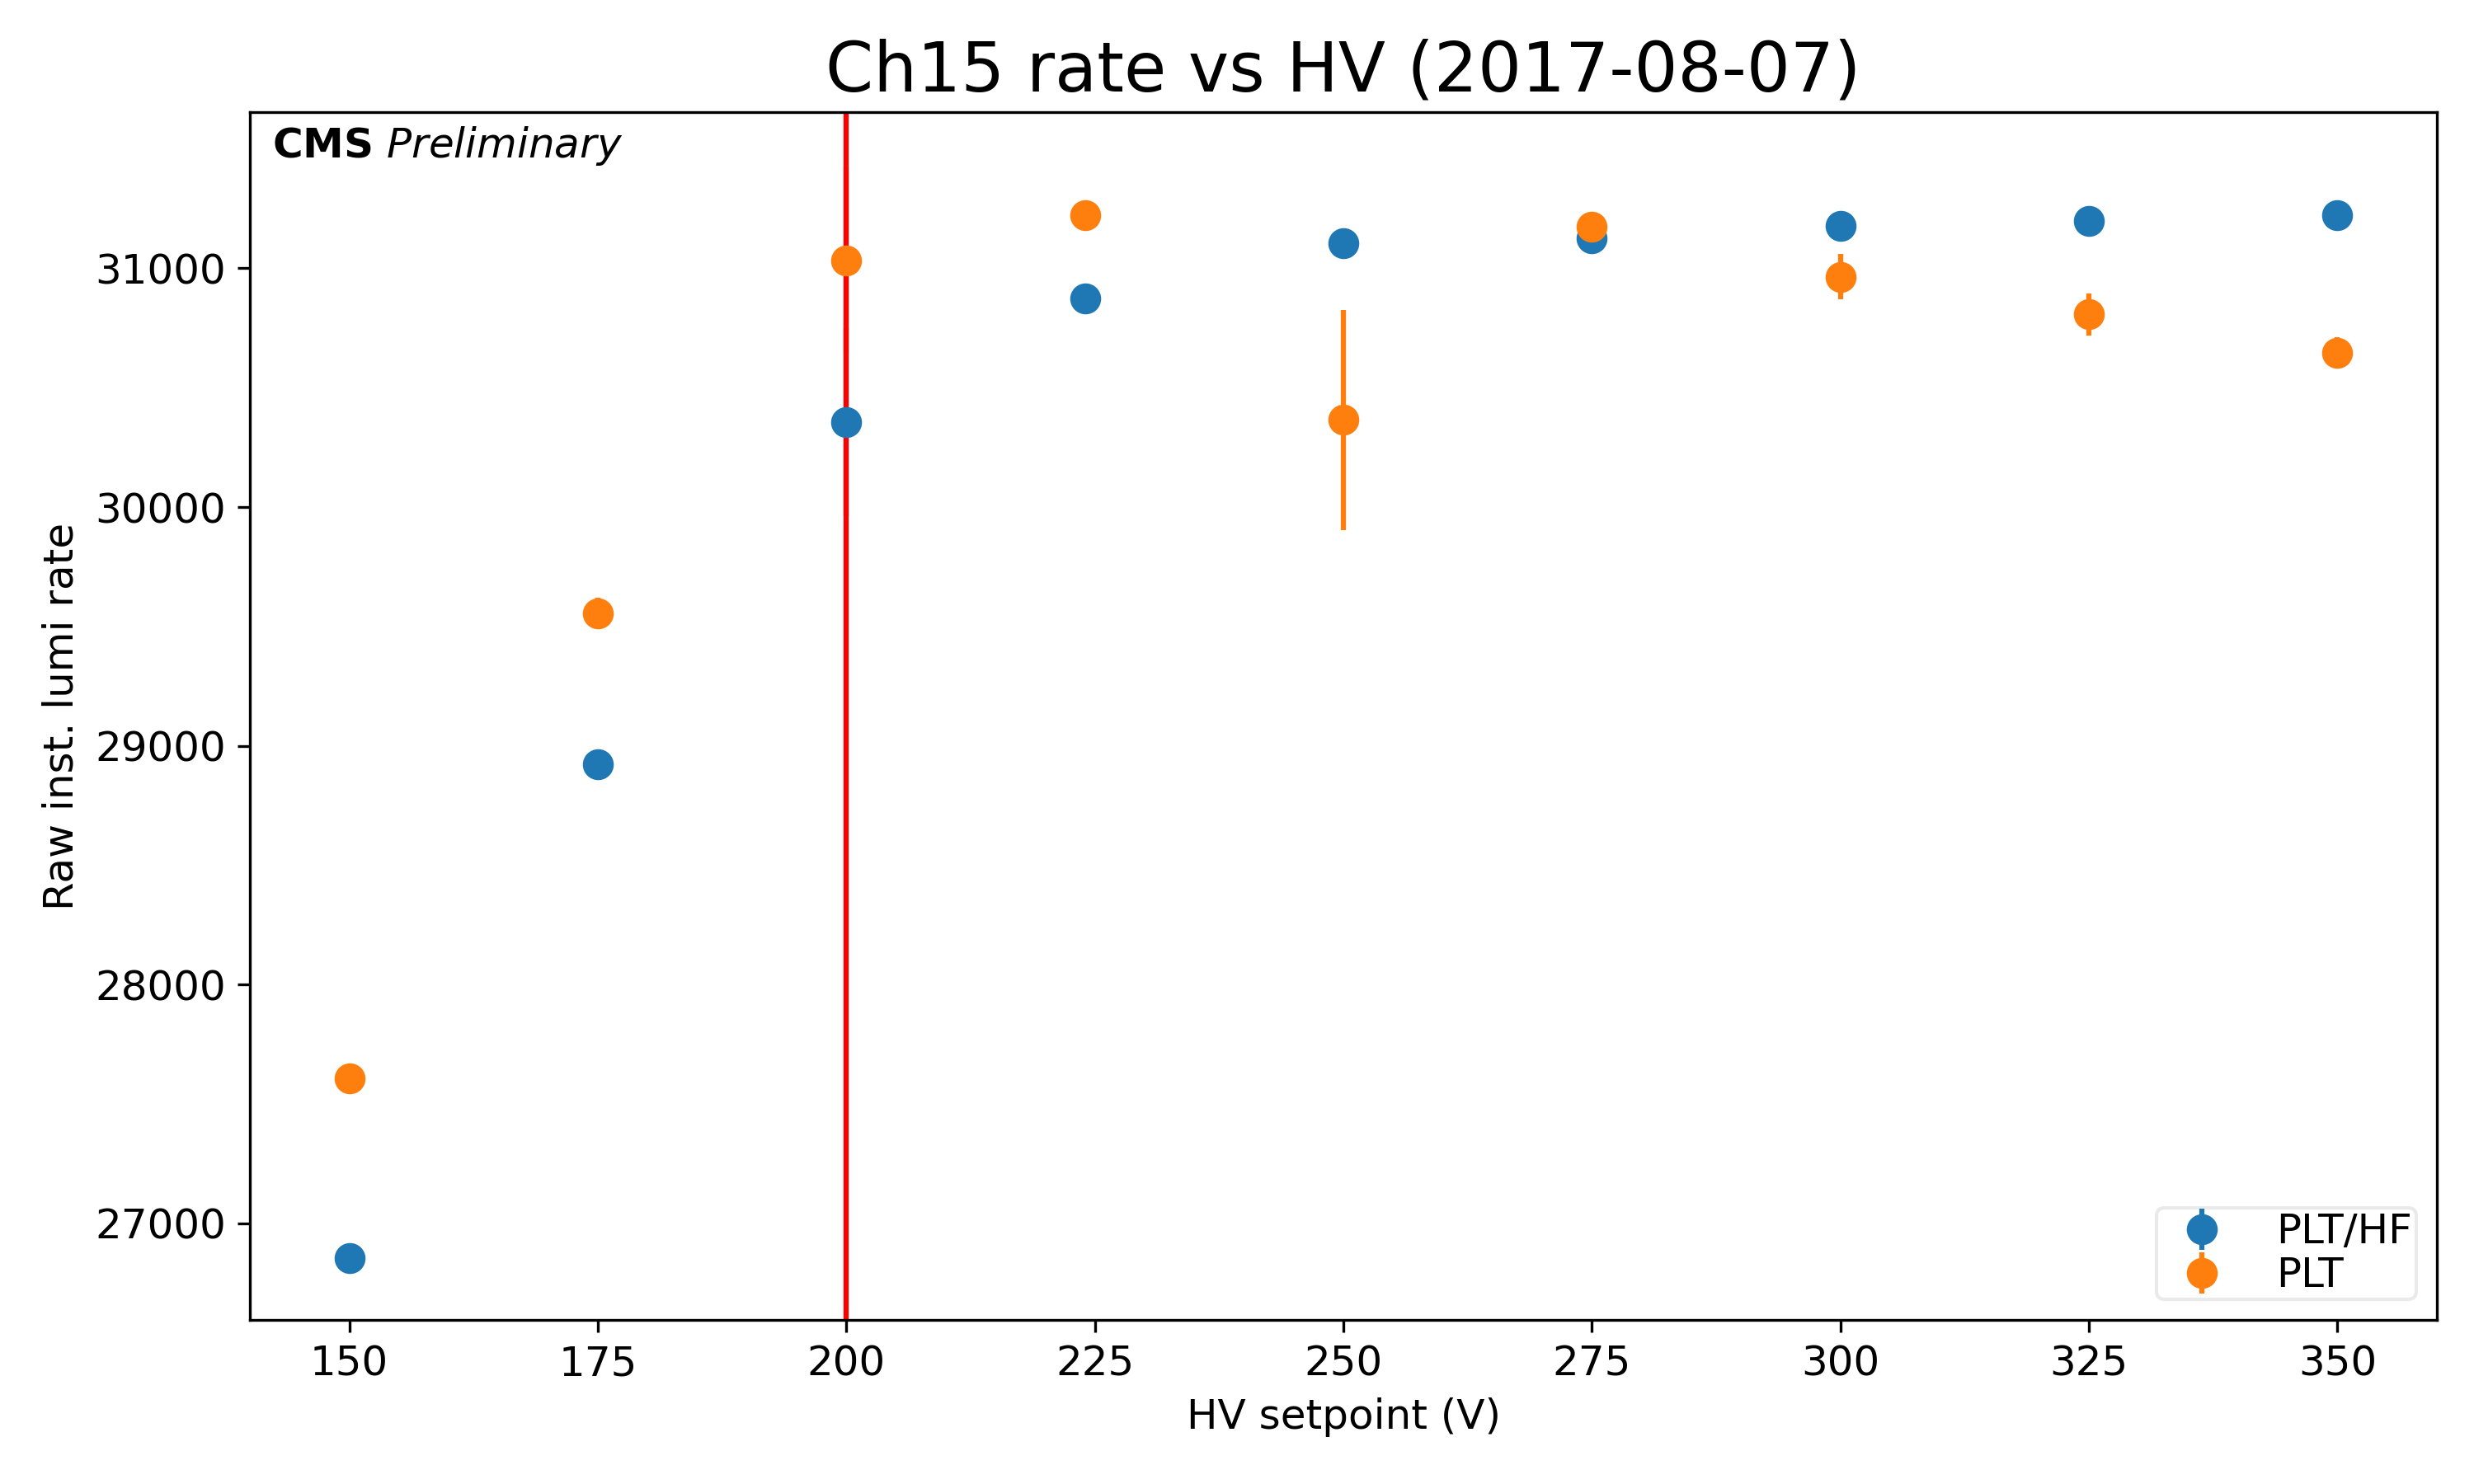 Ch15 rate vs HV (2017-08-07)
CMS Preliminary
Raw inst. lumi rate
31000
30000
29000
28000
27000
PLT/HF
PLT
150 175 200 225 250 275 300 325 350
HV setpoint (V)